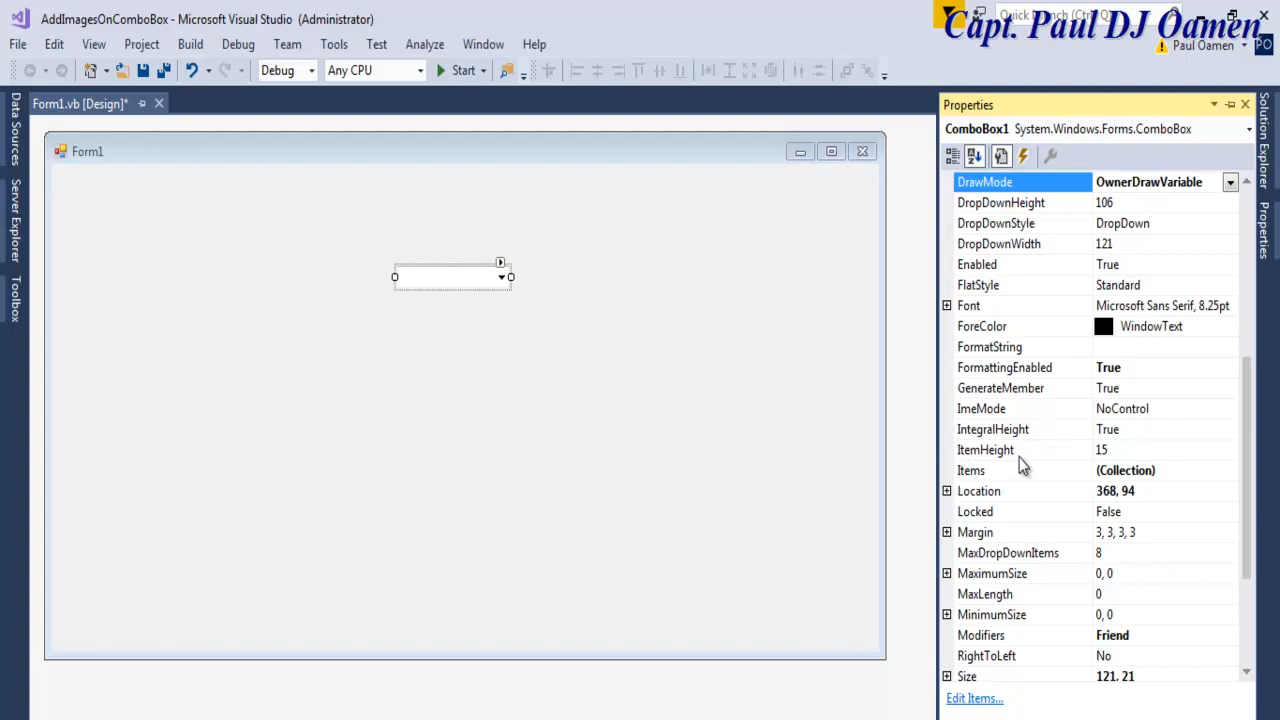 AddImagesOnComboBox - Microsoft Visual Studio (Administrator)
Quick Launch (Ctrl+Q)
Capt. Paul DJ Oamen
File Edit View Project Build Debug Team Tools Test Analyze Window Help
Paul Oamen PO
Debug Any CPU Start
Form1.vb [Design]*
Data Sources
Server Explorer
Toolbox
Form1
Properties
ComboBox1 System.Windows.Forms.ComboBox
DrawMode OwnerDrawVariable
DropDownHeight 106
DropDownStyle DropDown
DropDownWidth 121
Enabled True
FlatStyle Standard
Font Microsoft Sans Serif, 8.25pt
ForeColor WindowText
FormatString
FormattingEnabled True
GenerateMember True
ImeMode NoControl
IntegralHeight True
ItemHeight 15
Items (Collection)
Location 368, 94
Locked False
Margin 3, 3, 3, 3
MaxDropDownItems 8
MaximumSize 0, 0
MaxLength 0
MinimumSize 0, 0
Modifiers Friend
RightToLeft No
Size 121, 21
Edit Items...
Solution Explorer
Properties